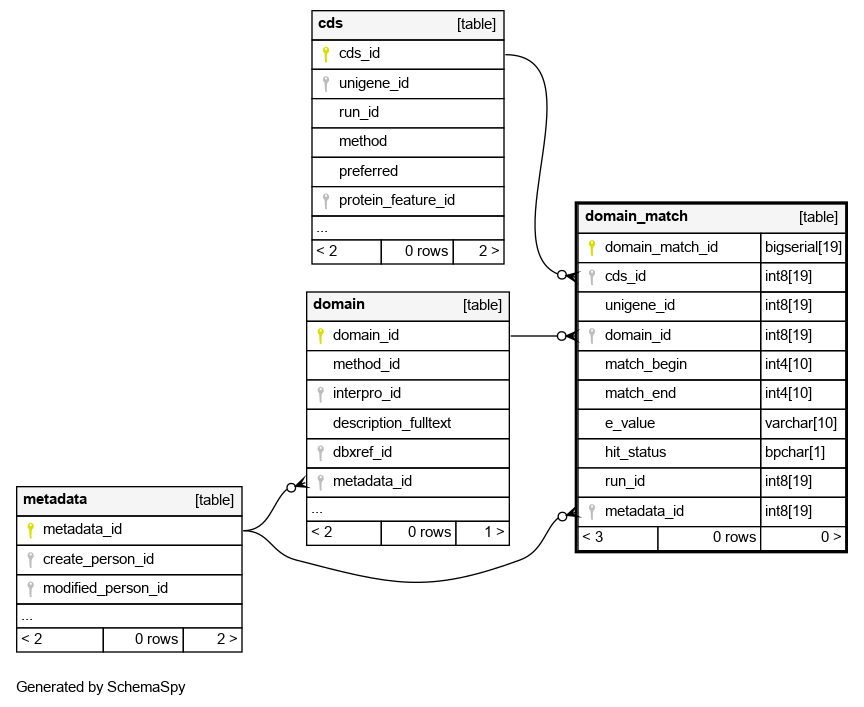 cds [table]
cds_id
unigene_id
run_id
method
preferred
protein_feature_id
...
< 2 0 rows 2 >
domain_match [table]
domain_match_id bigserial[19]
cds_id int8[19]
unigene_id int8[19]
domain_id int8[19]
match_begin int4[10]
match_end int4[10]
e_value varchar[10]
hit_status bpchar[1]
run_id int8[19]
metadata_id int8[19]
< 3 0 rows 0 >
domain [table]
domain_id
method_id
interpro_id
description_fulltext
dbxref_id
metadata_id
...
< 2 0 rows 1 >
metadata [table]
metadata_id
create_person_id
modified_person_id
...
< 2 0 rows 2 >
Generated by SchemaSpy